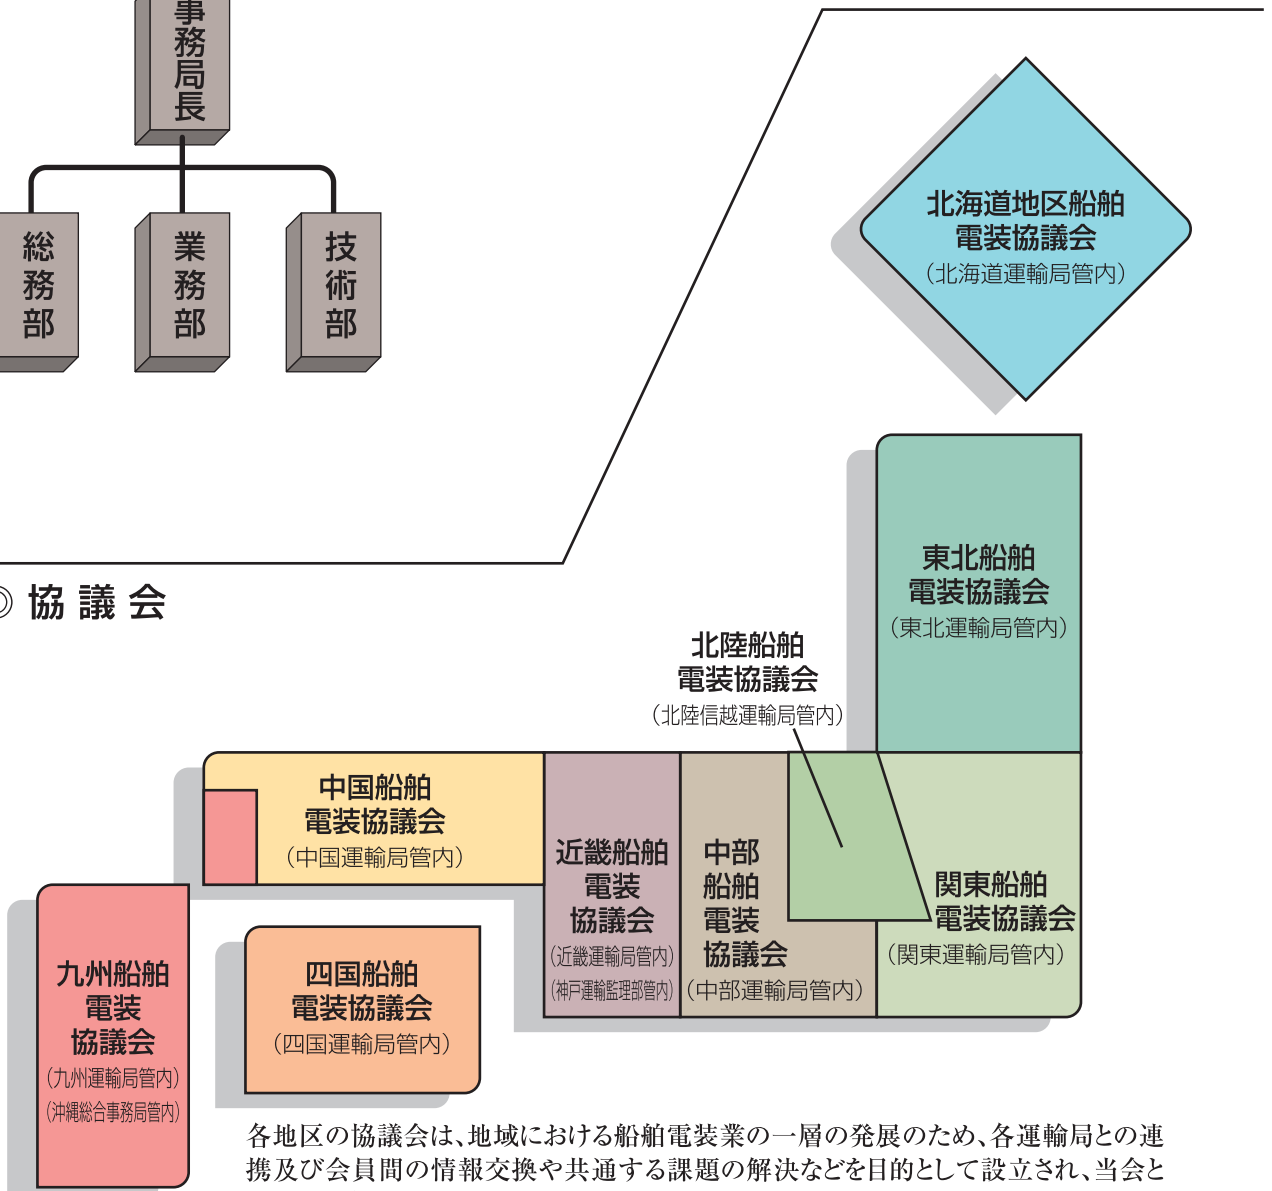 事務局長
総務部
業務部
技術部
北海道地区船舶
電装協議会
（北海道運輸局管内）
◎協議会
東北船舶
電装協議会
（東北運輸局管内）
北陸船舶
電装協議会
（北陸信越運輸局管内）
中国船舶
電装協議会
（中国運輸局管内）
近畿船舶
電装
協議会
（近畿運輸局管内）
（神戸運輸監理部管内）
中部
船舶
電装
協議会
（中部運輸局管内）
関東船舶
電装協議会
（関東運輸局管内）
九州船舶
電装
協議会
（九州運輸局管内）
（沖縄総合事務局管内）
四国船舶
電装協議会
（四国運輸局管内）
各地区の協議会は、地域における船舶電装業の一層の発展のため、各運輸局との連
携及び会員間の情報交換や共通する課題の解決などを目的として設立され、当会と